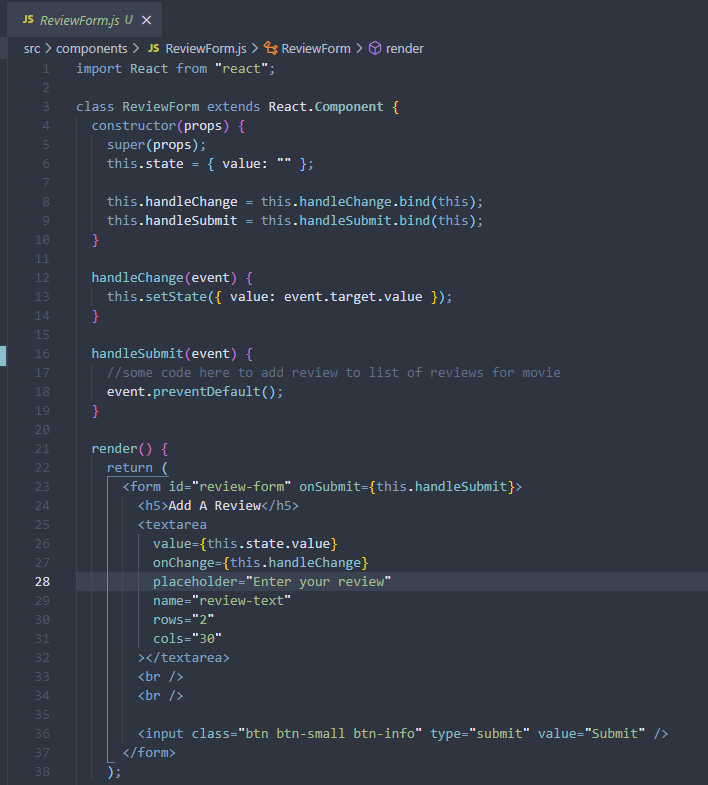 JS ReviewForm.js U ×
src > components > JS ReviewForm.js > ReviewForm > render
1 import React from "react";
2
3 class ReviewForm extends React.Component {
4   constructor(props) {
5     super(props);
6     this.state = { value: "" };
7
8     this.handleChange = this.handleChange.bind(this);
9     this.handleSubmit = this.handleSubmit.bind(this);
10   }
11
12   handleChange(event) {
13     this.setState({ value: event.target.value });
14   }
15
16   handleSubmit(event) {
17     //some code here to add review to list of reviews for movie
18     event.preventDefault();
19   }
20
21   render() {
22     return (
23       <form id="review-form" onSubmit={this.handleSubmit}>
24         <h5>Add A Review</h5>
25         <textarea
26           value={this.state.value}
27           onChange={this.handleChange}
28           placeholder="Enter your review"
29           name="review-text"
30           rows="2"
31           cols="30"
32         ></textarea>
33         <br />
34         <br />
35
36         <input class="btn btn-small btn-info" type="submit" value="Submit" />
37       </form>
38     );